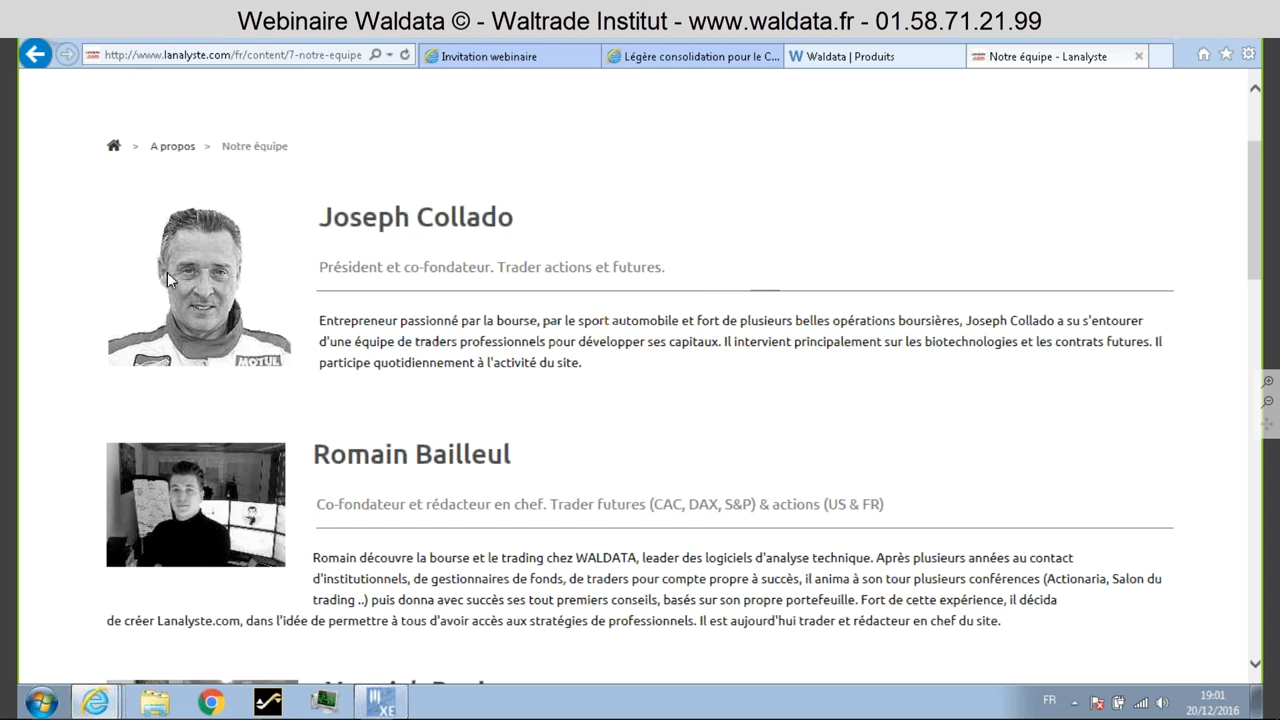 Webinaire Waldata © - Waltrade Institut - www.waldata.fr - 01.58.71.21.99
http://www.lanalyste.com/fr/content/7-notre-equipe
Invitation webinaire
Légère consolidation pour le C...
Waldata | Produits
Notre équipe - Lanalyste
> A propos > Notre équipe
Joseph Collado
Président et co-fondateur. Trader actions et futures.
Entrepreneur passionné par la bourse, par le sport automobile et fort de plusieurs belles opérations boursières, Joseph Collado a su s'entourer
d'une équipe de traders professionnels pour développer ses capitaux. Il intervient principalement sur les biotechnologies et les contrats futures. Il
participe quotidiennement à l'activité du site.
MOTUL
Romain Bailleul
Co-fondateur et rédacteur en chef. Trader futures (CAC, DAX, S&P) & actions (US & FR)
Romain découvre la bourse et le trading chez WALDATA, leader des logiciels d'analyse technique. Après plusieurs années au contact
d'institutionnels, de gestionnaires de fonds, de traders pour compte propre à succès, il anima à son tour plusieurs conférences (Actionaria, Salon du
trading ..) puis donna avec succès ses tout premiers conseils, basés sur son propre portefeuille. Fort de cette expérience, il décida
de créer Lanalyste.com, dans l'idée de permettre à tous d'avoir accès aux stratégies de professionnels. Il est aujourd'hui trader et rédacteur en chef du site.
XE
FR
19:01
20/12/2016